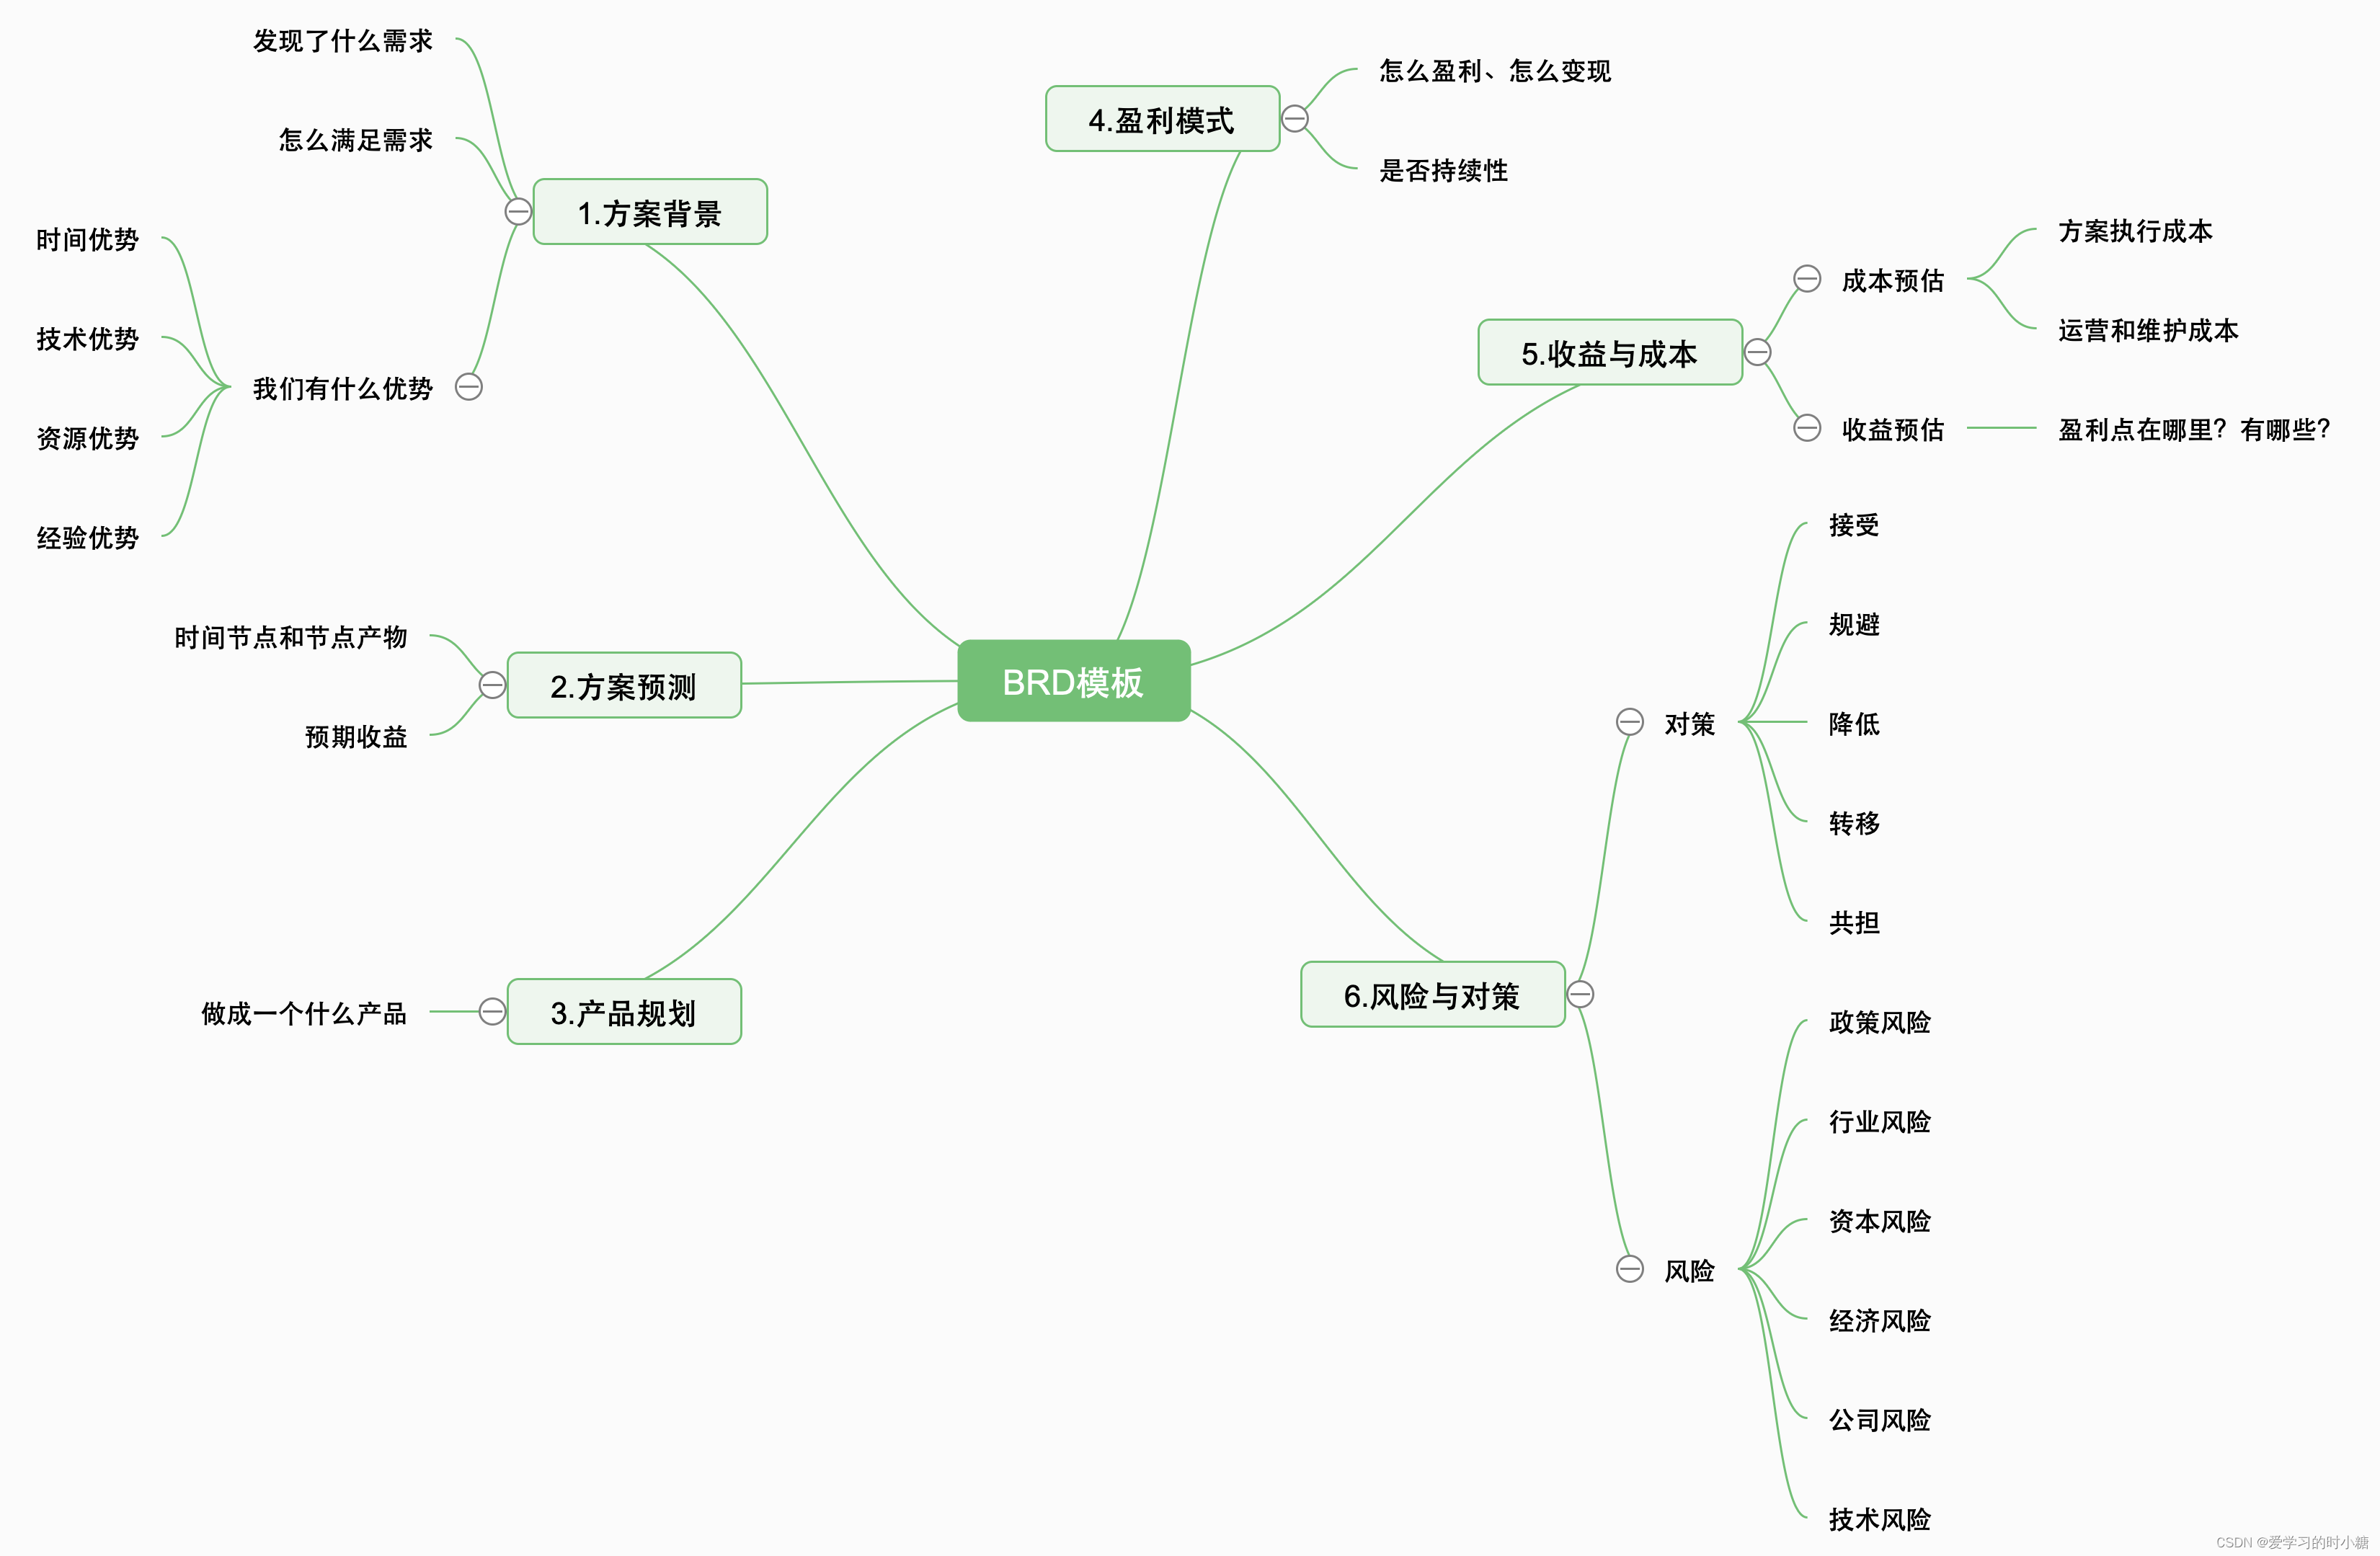 BRD模板
1.方案背景
发现了什么需求
怎么满足需求
我们有什么优势
时间优势
技术优势
资源优势
经验优势
2.方案预测
时间节点和节点产物
预期收益
3.产品规划
做成一个什么产品
4.盈利模式
怎么盈利、怎么变现
是否持续性
5.收益与成本
成本预估
方案执行成本
运营和维护成本
收益预估
盈利点在哪里？有哪些？
6.风险与对策
对策
接受
规避
降低
转移
共担
风险
政策风险
行业风险
资本风险
经济风险
公司风险
技术风险
CSDN @爱学习的时小糖